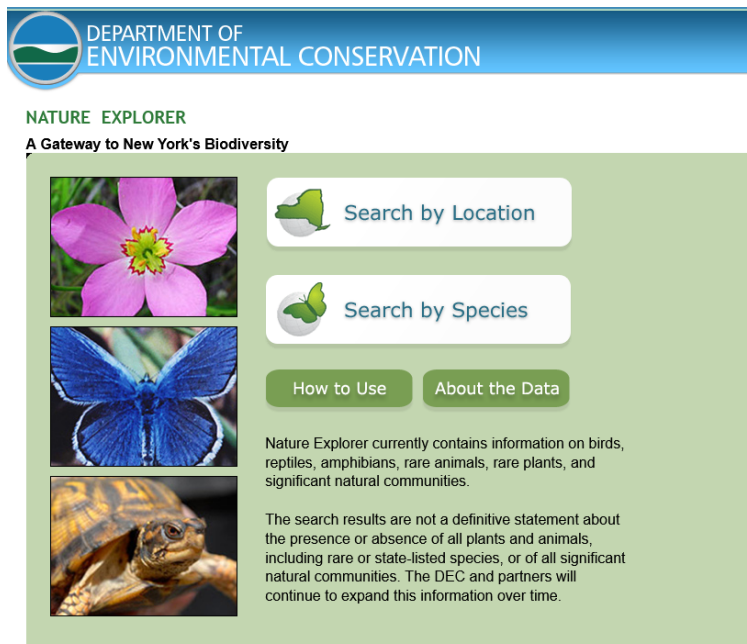 DEPARTMENT OF
ENVIRONMENTAL CONSERVATION
NATURE EXPLORER
A Gateway to New York's Biodiversity
Search by Location
Search by Species
How to Use
About the Data
Nature Explorer currently contains information on birds,
reptiles, amphibians, rare animals, rare plants, and
significant natural communities.
The search results are not a definitive statement about
the presence or absence of all plants and animals,
including rare or state-listed species, or of all significant
natural communities. The DEC and partners will
continue to expand this information over time.